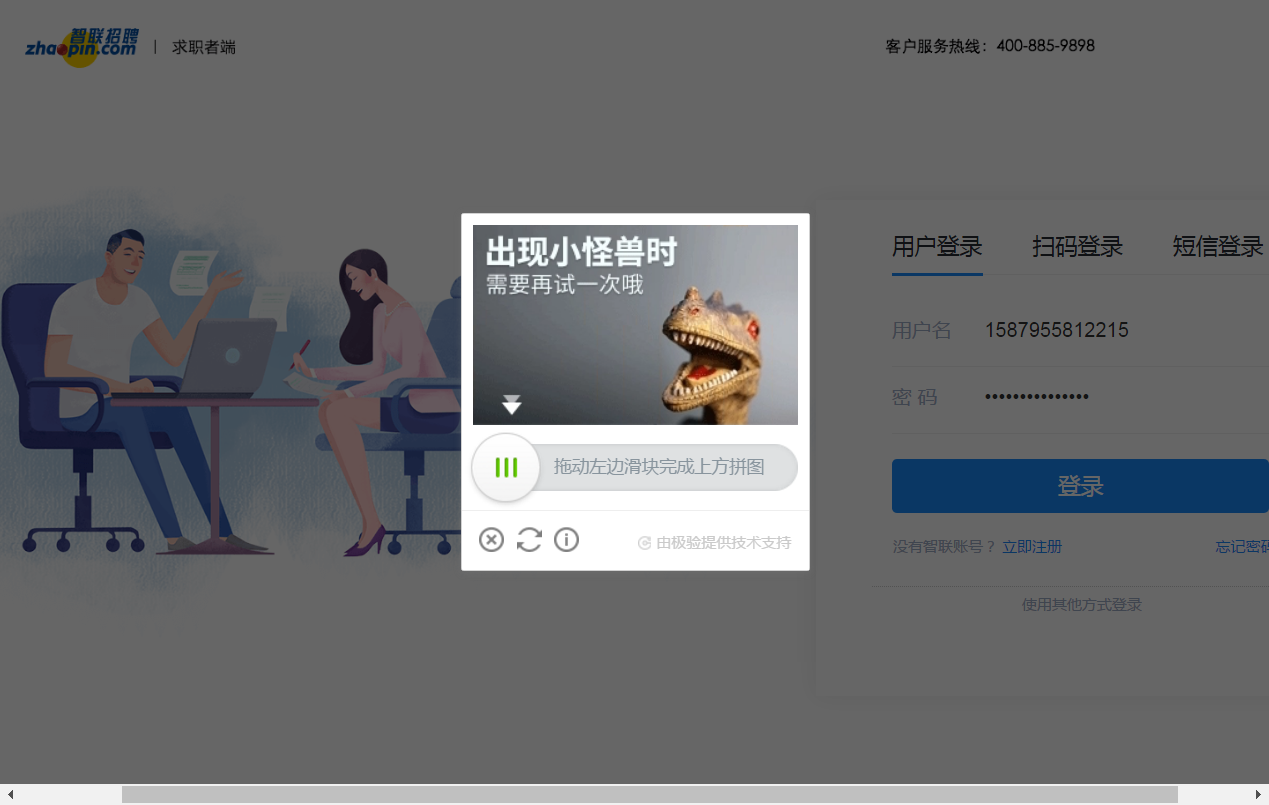 智联招聘
zhaopin.com | 求职者端
客户服务热线：400-885-9898
用户登录 扫码登录 短信登录
出现小怪兽时
需要再试一次哦
用户名 1587955812215
密 码 •••••••••••••••
拖动左边滑块完成上方拼图
登录
由极验提供技术支持
没有智联账号？ 立即注册 忘记密码
使用其他方式登录